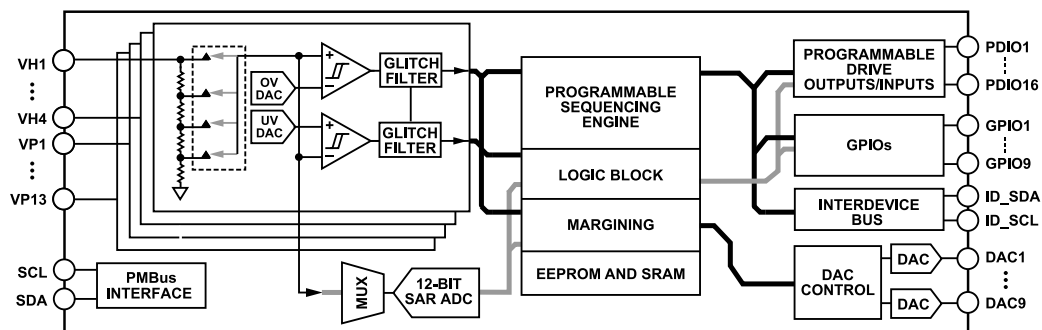 VH1
VH4
VP1
VP13
SCL
SDA
PMBus
INTERFACE
OV
DAC
UV
DAC
+
−
+
−
GLITCH
FILTER
GLITCH
FILTER
MUX
12-BIT
SAR ADC
PROGRAMMABLE
SEQUENCING
ENGINE
LOGIC BLOCK
MARGINING
EEPROM AND SRAM
PROGRAMMABLE
DRIVE
OUTPUTS/INPUTS
GPIOs
INTERDEVICE
BUS
DAC
CONTROL
DAC
DAC
PDIO1
PDIO16
GPIO1
GPIO9
ID_SDA
ID_SCL
DAC1
DAC9